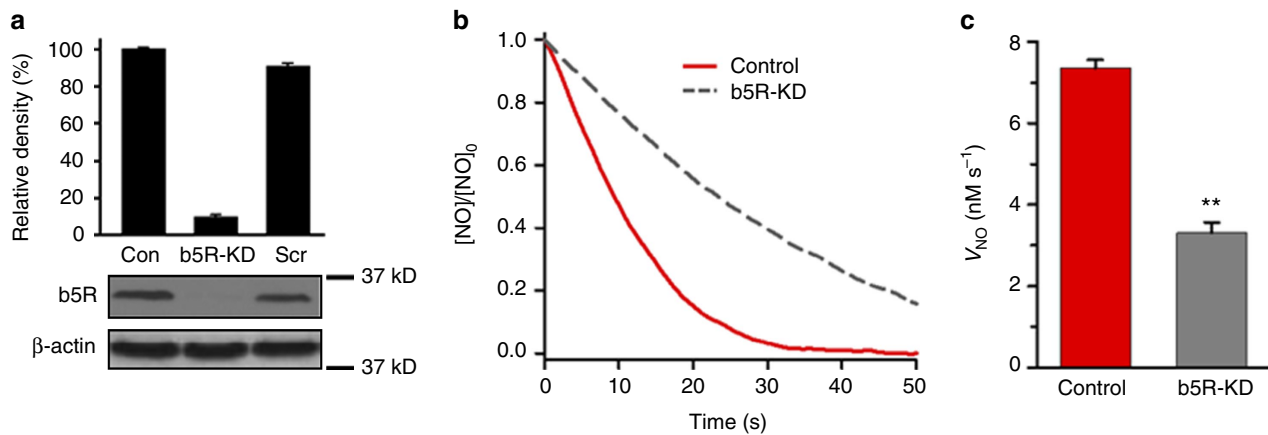 a
Relative density (%)
100
80
60
40
20
0
Con b5R-KD Scr
b5R
37 kD
β-actin
37 kD
b
[NO]/[NO]0
1.0
0.8
0.6
0.4
0.2
0.0
Control
b5R-KD
0 10 20 30 40 50
Time (s)
c
VNO (nM s−1)
8
6
4
2
0
**
Control b5R-KD